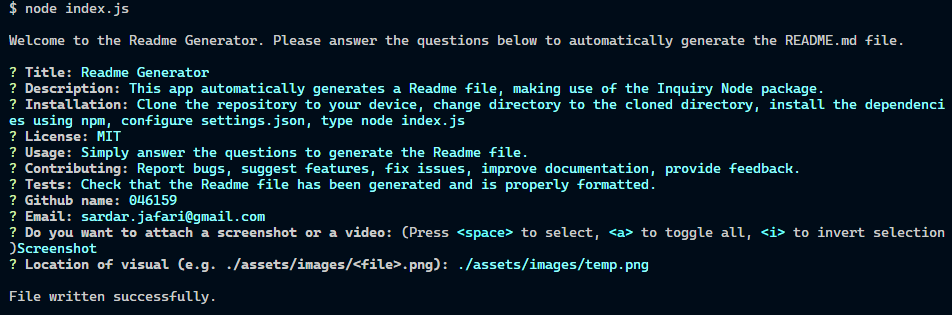 $ node index.js
Welcome to the Readme Generator. Please answer the questions below to automatically generate the README.md file.
? Title: Readme Generator
? Description: This app automatically generates a Readme file, making use of the Inquiry Node package.
? Installation: Clone the repository to your device, change directory to the cloned directory, install the dependenci
es using npm, configure settings.json, type node index.js
? License: MIT
? Usage: Simply answer the questions to generate the Readme file.
? Contributing: Report bugs, suggest features, fix issues, improve documentation, provide feedback.
? Tests: Check that the Readme file has been generated and is properly formatted.
? Github name: 046159
? Email: sardar.jafari@gmail.com
? Do you want to attach a screenshot or a video: (Press <space> to select, <a> to toggle all, <i> to invert selection
)Screenshot
? Location of visual (e.g. ./assets/images/<file>.png): ./assets/images/temp.png
File written successfully.